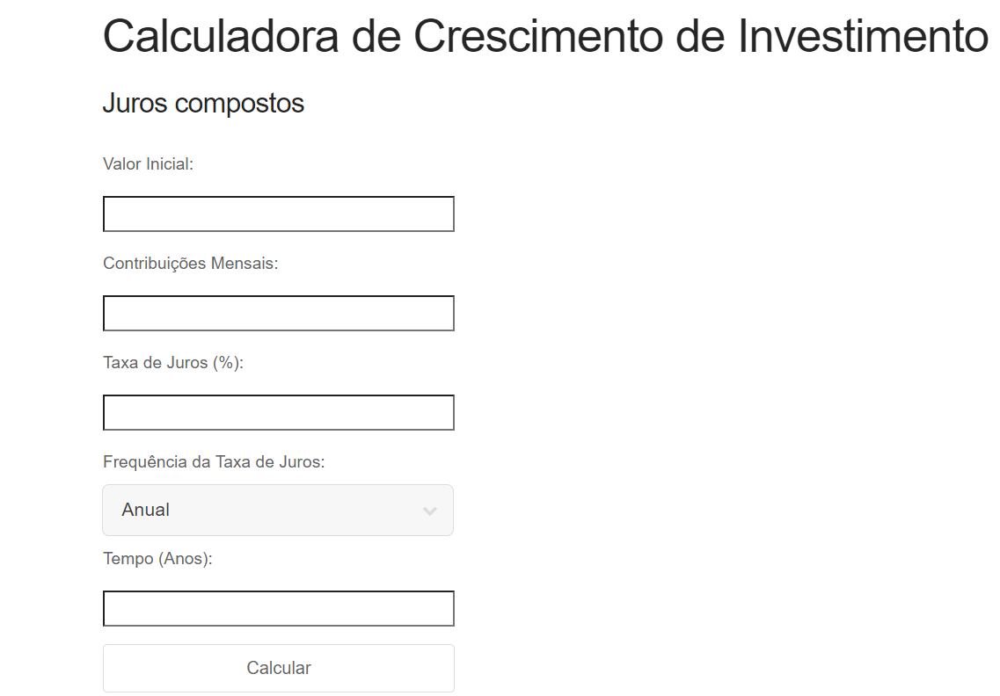 Calculadora de Crescimento de Investimento
Juros compostos
Valor Inicial:
Contribuições Mensais:
Taxa de Juros (%):
Frequência da Taxa de Juros:
Anual
Tempo (Anos):
Calcular